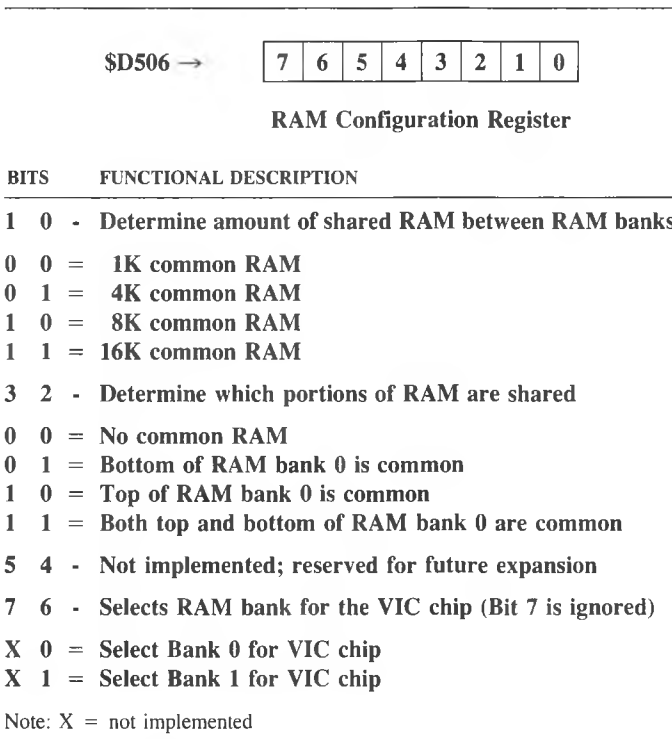 $D506 → 7 6 5 4 3 2 1 0
RAM Configuration Register
BITS FUNCTIONAL DESCRIPTION
1 0 - Determine amount of shared RAM between RAM banks
0 0 = 1K common RAM
0 1 = 4K common RAM
1 0 = 8K common RAM
1 1 = 16K common RAM
3 2 - Determine which portions of RAM are shared
0 0 = No common RAM
0 1 = Bottom of RAM bank 0 is common
1 0 = Top of RAM bank 0 is common
1 1 = Both top and bottom of RAM bank 0 are common
5 4 - Not implemented; reserved for future expansion
7 6 - Selects RAM bank for the VIC chip (Bit 7 is ignored)
X 0 = Select Bank 0 for VIC chip
X 1 = Select Bank 1 for VIC chip
Note: X = not implemented